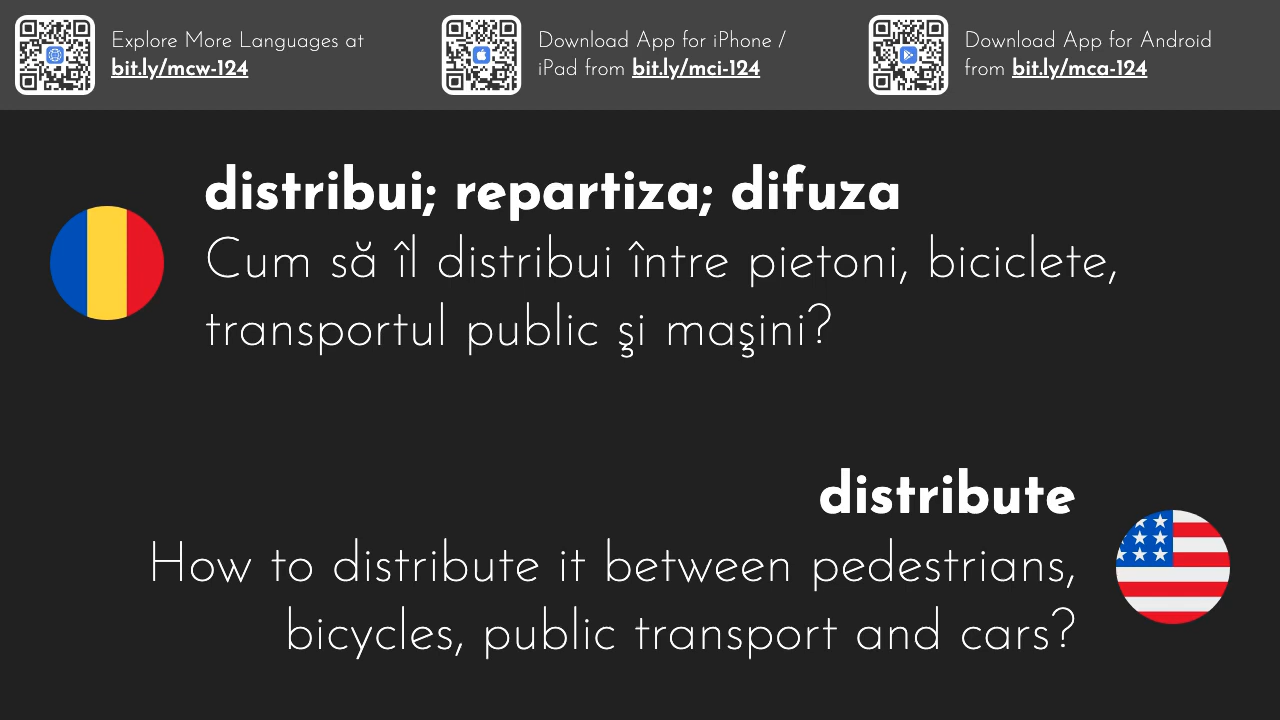 Explore More Languages at
bit.ly/mcw-124
Download App for iPhone /
iPad from bit.ly/mci-124
Download App for Android
from bit.ly/mca-124
distribui; repartiza; difuza
Cum să îl distribui între pietoni, biciclete,
transportul public şi maşini?
distribute
How to distribute it between pedestrians,
bicycles, public transport and cars?